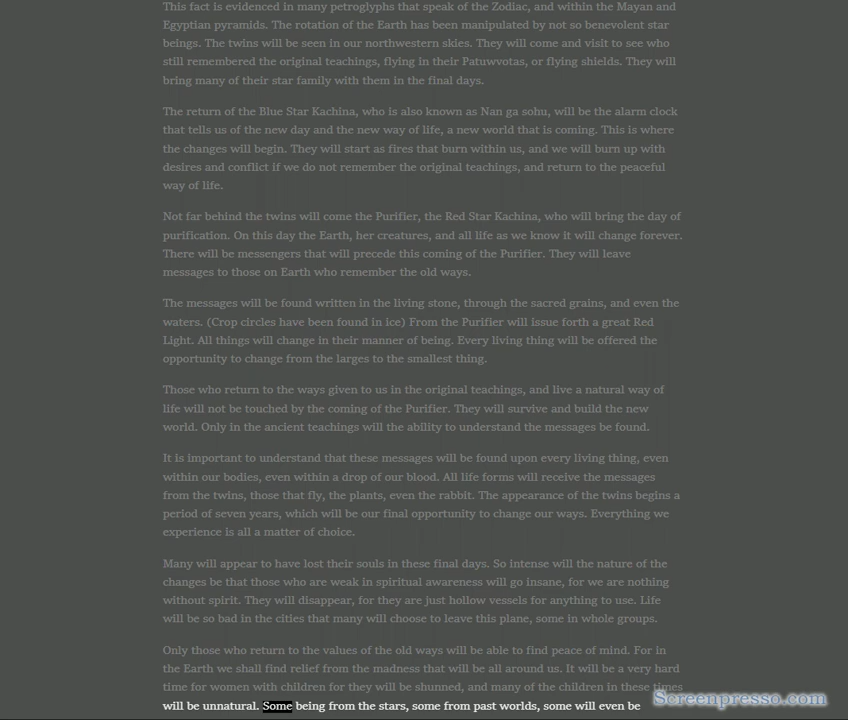 This fact is evidenced in many petroglyphs that speak of the Zodiac, and within the Mayan and
Egyptian pyramids. The rotation of the Earth has been manipulated by not so benevolent star
beings. The twins will be seen in our northwestern skies. They will come and visit to see who
still remembered the original teachings, flying in their Patuwvotas, or flying shields. They will
bring many of their star family with them in the final days.
The return of the Blue Star Kachina, who is also known as Nan ga sohu, will be the alarm clock
that tells us of the new day and the new way of life, a new world that is coming. This is where
the changes will begin. They will start as fires that burn within us, and we will burn up with
desires and conflict if we do not remember the original teachings, and return to the peaceful
way of life.
Not far behind the twins will come the Purifier, the Red Star Kachina, who will bring the day of
purification. On this day the Earth, her creatures, and all life as we know it will change forever.
There will be messengers that will precede this coming of the Purifier. They will leave
messages to those on Earth who remember the old ways.
The messages will be found written in the living stone, through the sacred grains, and even the
waters. (Crop circles have been found in ice) From the Purifier will issue forth a great Red
Light. All things will change in their manner of being. Every living thing will be offered the
opportunity to change from the larges to the smallest thing.
Those who return to the ways given to us in the original teachings, and live a natural way of
life will not be touched by the coming of the Purifier. They will survive and build the new
world. Only in the ancient teachings will the ability to understand the messages be found.
It is important to understand that these messages will be found upon every living thing, even
within our bodies, even within a drop of our blood. All life forms will receive the messages
from the twins, those that fly, the plants, even the rabbit. The appearance of the twins begins a
period of seven years, which will be our final opportunity to change our ways. Everything we
experience is all a matter of choice.
Many will appear to have lost their souls in these final days. So intense will the nature of the
changes be that those who are weak in spiritual awareness will go insane, for we are nothing
without spirit. They will disappear, for they are just hollow vessels for anything to use. Life
will be so bad in the cities that many will choose to leave this plane, some in whole groups.
Only those who return to the values of the old ways will be able to find peace of mind. For in
the Earth we shall find relief from the madness that will be all around us. It will be a very hard
time for women with children for they will be shunned, and many of the children in these times
will be unnatural. Some being from the stars, some from past worlds, some will even be
Screenpresso.com